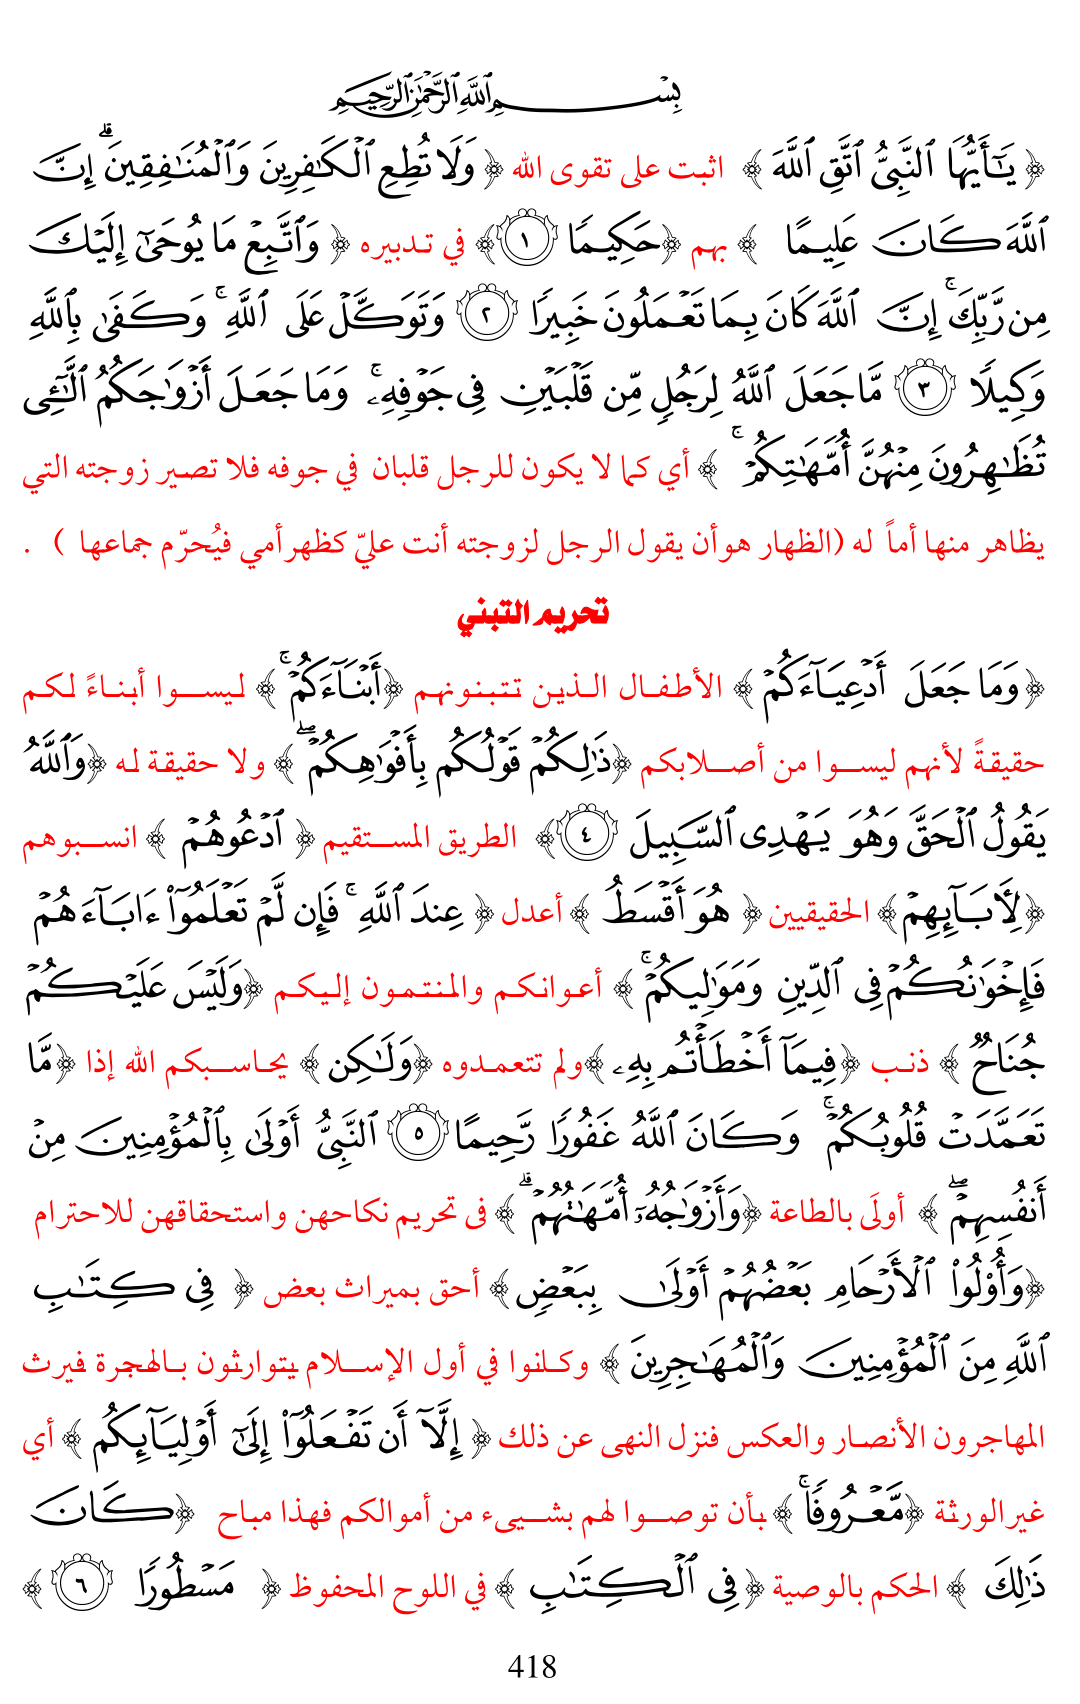 بِسْمِ ٱللَّهِ ٱلرَّحْمَٰنِ ٱلرَّحِيمِ
﴿ يَـٰٓأَيُّهَا ٱلنَّبِىُّ ٱتَّقِ ٱللَّهَ ﴾ اثبت على تقوى الله ﴿ وَلَا تُطِعِ ٱلْكَـٰفِرِينَ وَٱلْمُنَـٰفِقِينَ ۗ إِنَّ
ٱللَّهَ كَانَ عَلِيمًا ﴾ بهم ﴿حَكِيمًا ١﴾ في تدبيره ﴿ وَٱتَّبِعْ مَا يُوحَىٰٓ إِلَيْكَ
مِن رَّبِّكَ ۚ إِنَّ ٱللَّهَ كَانَ بِمَا تَعْمَلُونَ خَبِيرًا ٢ وَتَوَكَّلْ عَلَى ٱللَّهِ ۚ وَكَفَىٰ بِٱللَّهِ
وَكِيلًا ٣ مَّا جَعَلَ ٱللَّهُ لِرَجُلٍ مِّن قَلْبَيْنِ فِى جَوْفِهِۦ ۚ وَمَا جَعَلَ أَزْوَٰجَكُمُ ٱلَّـٰٓـِٔى
تُظَـٰهِرُونَ مِنْهُنَّ أُمَّهَـٰتِكُمْ ۚ ﴾ أي كما لا يكون للرجل قلبان في جوفه فلا تصير زوجته التي
يظاهر منها أماً له (الظهار هوأن يقول الرجل لزوجته أنت عليّ كظهرأمي فيُحرّم جماعها ) .
تحريم التبني
﴿وَمَا جَعَلَ أَدْعِيَآءَكُمْ ﴾ الأطفال الذين تتبنونهم ﴿أَبْنَآءَكُمْ ۚ﴾ ليسوا أبناءً لكم
حقيقةً لأنهم ليسوا من أصلابكم ﴿ذَٰلِكُمْ قَوْلُكُم بِأَفْوَٰهِكُمْ ۖ﴾ ولا حقيقة له ﴿وَٱللَّهُ
يَقُولُ ٱلْحَقَّ وَهُوَ يَهْدِى ٱلسَّبِيلَ ٤﴾ الطريق المستقيم ﴿ ٱدْعُوهُمْ ﴾ انسبوهم
﴿لِـَٔابَآئِهِمْ﴾ الحقيقيين ﴿ هُوَ أَقْسَطُ ﴾ أعدل ﴿ عِندَ ٱللَّهِ ۚ فَإِن لَّمْ تَعْلَمُوٓا۟ ءَابَآءَهُمْ
فَإِخْوَٰنُكُمْ فِى ٱلدِّينِ وَمَوَٰلِيكُمْ ۚ ﴾ أعوانكم والمنتمون إليكم ﴿وَلَيْسَ عَلَيْكُمْ
جُنَاحٌ ﴾ ذنب ﴿فِيمَآ أَخْطَأْتُم بِهِۦ ﴾ولم تتعمدوه ﴿وَلَـٰكِن ﴾ يحاسبكم الله إذا ﴿مَّا
تَعَمَّدَتْ قُلُوبُكُمْ ۚ وَكَانَ ٱللَّهُ غَفُورًا رَّحِيمًا ٥ ٱلنَّبِىُّ أَوْلَىٰ بِٱلْمُؤْمِنِينَ مِنْ
أَنفُسِهِمْ ۖ ﴾ أولَى بالطاعة ﴿وَأَزْوَٰجُهُۥٓ أُمَّهَـٰتُهُمْ ۗ ﴾ فى تحريم نكاحهن واستحقاقهن للاحترام
﴿وَأُو۟لُوا۟ ٱلْأَرْحَامِ بَعْضُهُمْ أَوْلَىٰ بِبَعْضٍ ﴾ أحق بميراث بعض ﴿ فِى كِتَـٰبِ
ٱللَّهِ مِنَ ٱلْمُؤْمِنِينَ وَٱلْمُهَـٰجِرِينَ ﴾ وكانوا في أول الإسلام يتوارثون بالهجرة فيرث
المهاجرون الأنصار والعكس فنزل النهى عن ذلك ﴿ إِلَّآ أَن تَفْعَلُوٓا۟ إِلَىٰٓ أَوْلِيَآئِكُم ﴾ أي
غيرالورثة ﴿مَّعْرُوفًا ۚ﴾ بأن توصوا لهم بشييء من أموالكم فهذا مباح ﴿كَانَ
ذَٰلِكَ ﴾ الحكم بالوصية ﴿فِى ٱلْكِتَـٰبِ ﴾ في اللوح المحفوظ ﴿ مَسْطُورًا ٦ ﴾
418